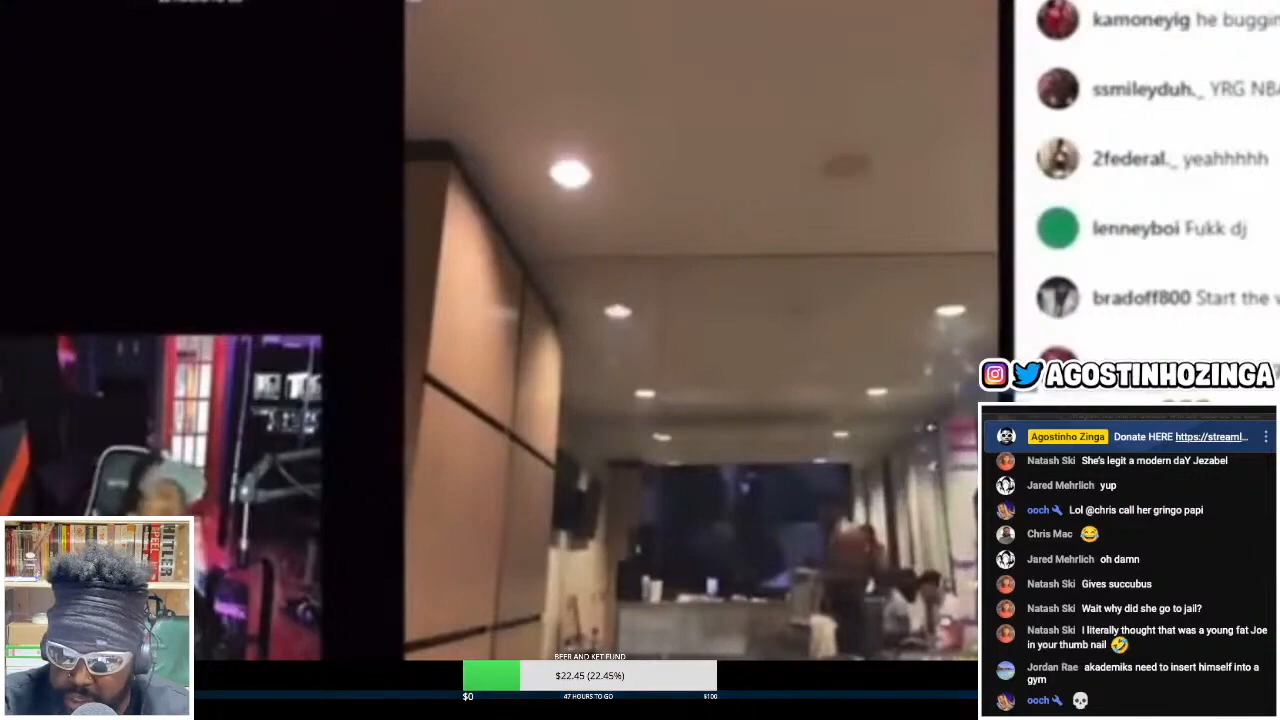 kamoneyig he buggin
ssmileyduh._ YRG NBA
2federal._ yeahhhhh
lenneyboi Fukk dj
bradoff800 Start the
AGOSTINHOZINGA
Agostinho Zinga Donate HERE https://streaml...
Natash Ski She's legit a modern daY Jezabel
Jared Mehrlich yup
ooch Lol @chris call her gringo papi
Chris Mac 😂
Jared Mehrlich oh damn
Natash Ski Gives succubus
Natash Ski Wait why did she go to jail?
Natash Ski I literally thought that was a young fat Joe
in your thumb nail 🤣
Jordan Rae akademiks need to insert himself into a
gym
ooch 💀
PEEL
HITLER
BEER AND KET FUND
$22.45 (22.45%)
$0 47 HOURS TO GO $100